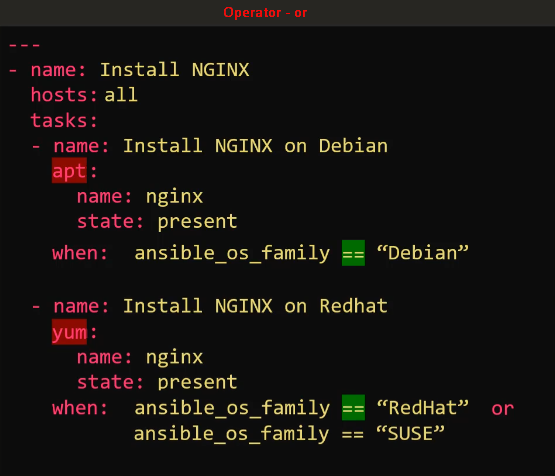 Operator - or
---
- name: Install NGINX
  hosts: all
  tasks:
  - name: Install NGINX on Debian
    apt:
      name: nginx
      state: present
    when: ansible_os_family == “Debian”
  - name: Install NGINX on Redhat
    yum:
      name: nginx
      state: present
    when: ansible_os_family == “RedHat” or
          ansible_os_family == “SUSE”